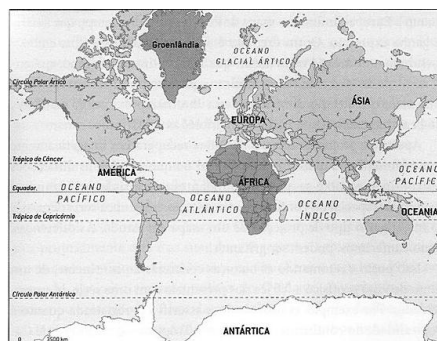 Groenlândia
OCEANO
GLACIAL ÁRTICO
Círculo Polar Ártico
ÁSIA
EUROPA
Trópico de Câncer
AMÉRICA
ÁFRICA
OCEANO
PACÍFICO
Equador
OCEANO
PACÍFICO
OCEANO
ATLÂNTICO
OCEANO
ÍNDICO
OCEANIA
Trópico de Capricórnio
Círculo Polar Antártico
ANTÁRTICA
0 2500 km